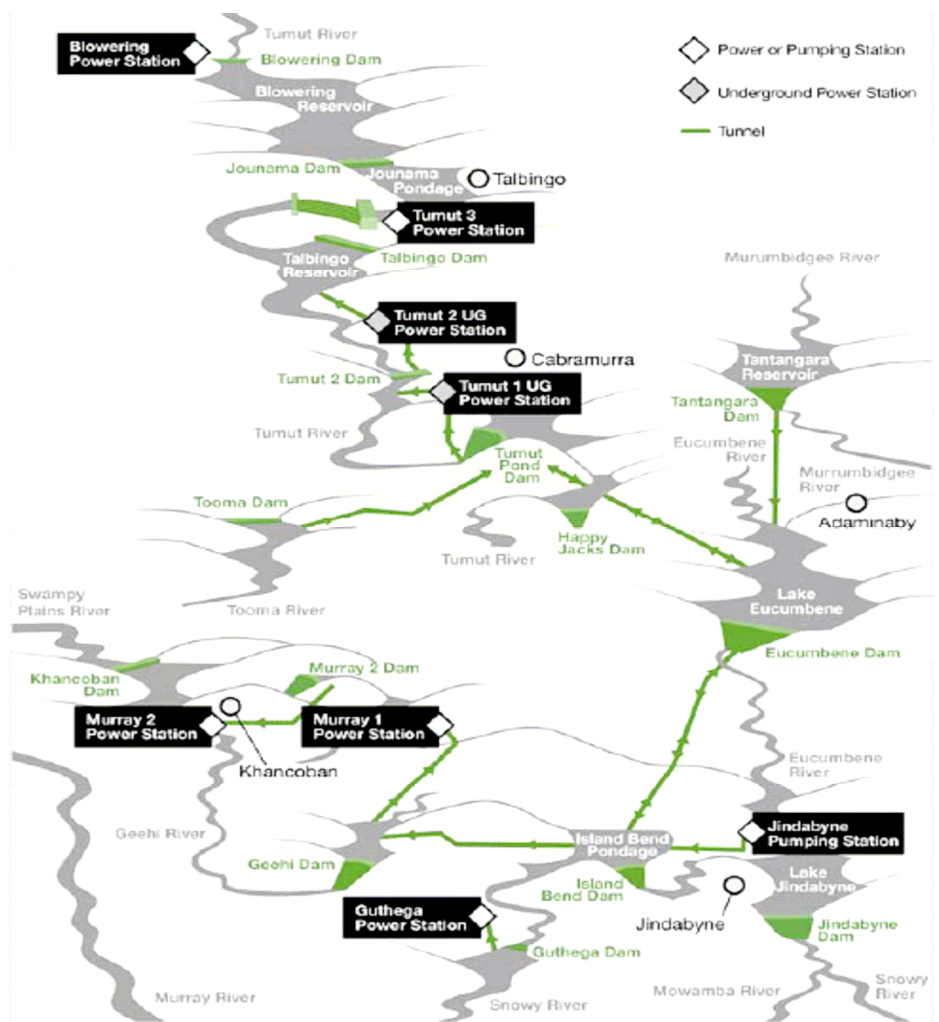 Tumut River
Blowering
Power Station
Blowering Dam
Blowering
Reservoir
Power or Pumping Station
Underground Power Station
Tunnel
Jounama Dam
Jounama
Pondage
Talbingo
Tumut 3
Power Station
Talbingo
Reservoir
Talbingo Dam
Murumbidgee River
Tumut 2 UG
Power Station
Cabramurra
Tantangara
Reservoir
Tumut 2 Dam
Tumut 1 UG
Power Station
Tantangara
Dam
Tumut River
Eucumbene
River
Tumut
Pond
Dam
Murrumbidgee
River
Tooma Dam
Adaminaby
Happy
Jacks Dam
Tumut River
Swampy
Plains River
Tooma River
Lake
Eucumbene
Eucumbene Dam
Murray 2 Dam
Khancoban
Dam
Murray 2
Power Station
Murray 1
Power Station
Khancoban
Eucumbene
River
Geehi River
Island Bend
Pondage
Jindabyne
Pumping Station
Geehi Dam
Island
Bend Dam
Lake
Jindabyne
Guthega
Power Station
Jindabyne
Jindabyne
Dam
Guthega Dam
Murray River
Snowy River
Mowamba River
Snowy
River